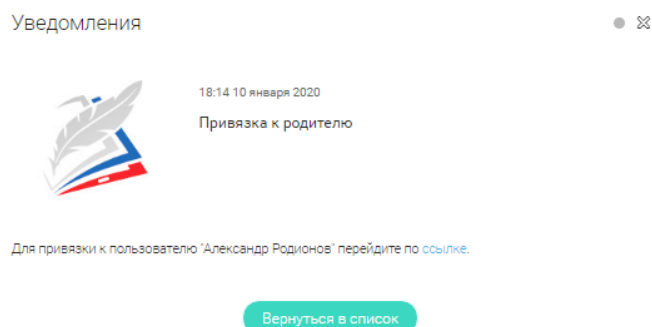 Уведомления
18:14 10 января 2020
Привязка к родителю
Для привязки к пользователю "Александр Родионов" перейдите по ссылке.
Вернуться в список